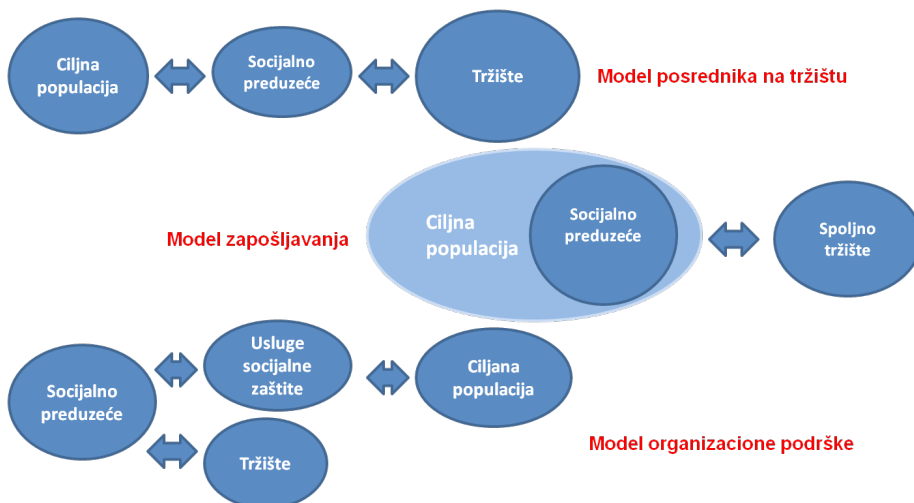 Ciljna
populacija
Socijalno
preduzeće
Tržište
Model posrednika na tržištu
Model zapošljavanja
Ciljna
populacija
Socijalno
preduzeće
Spoljno
tržište
Socijalno
preduzeće
Usluge
socijalne
zaštite
Ciljana
populacija
Tržište
Model organizacione podrške